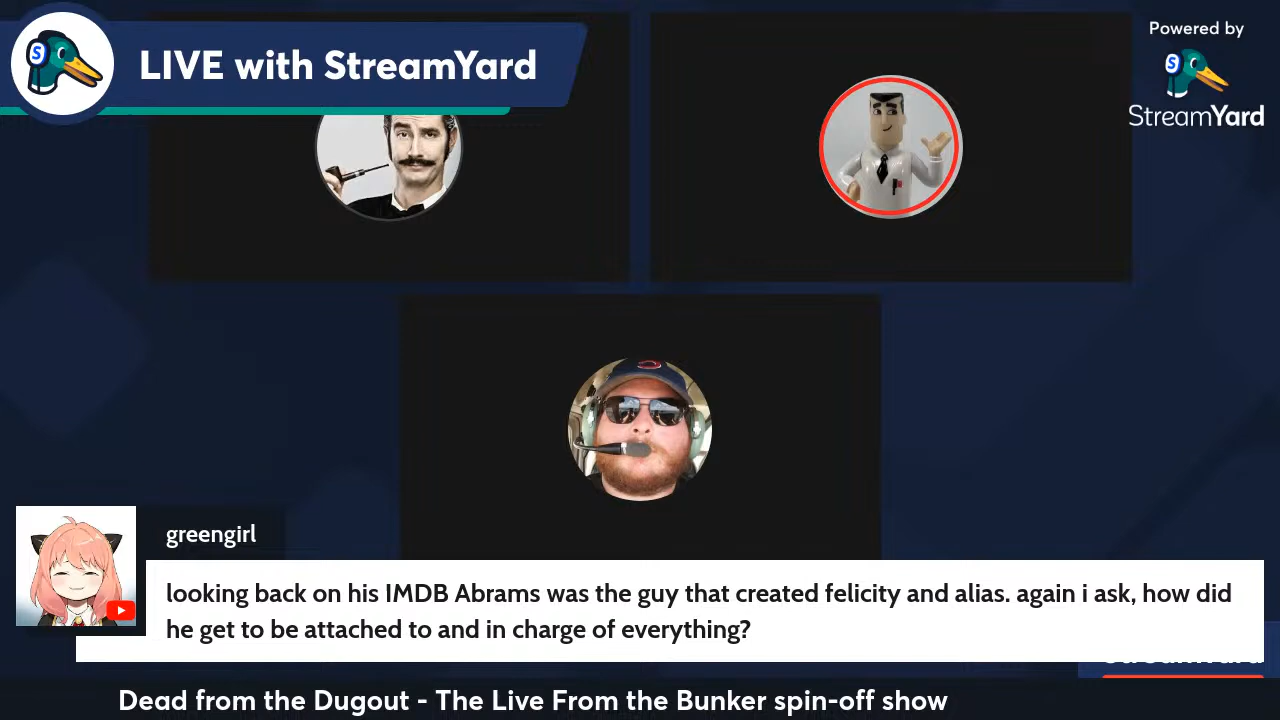 LIVE with StreamYard
Powered by
StreamYard
greengirl
looking back on his IMDB Abrams was the guy that created felicity and alias. again i ask, how did
he get to be attached to and in charge of everything?
Dead from the Dugout - The Live From the Bunker spin-off show